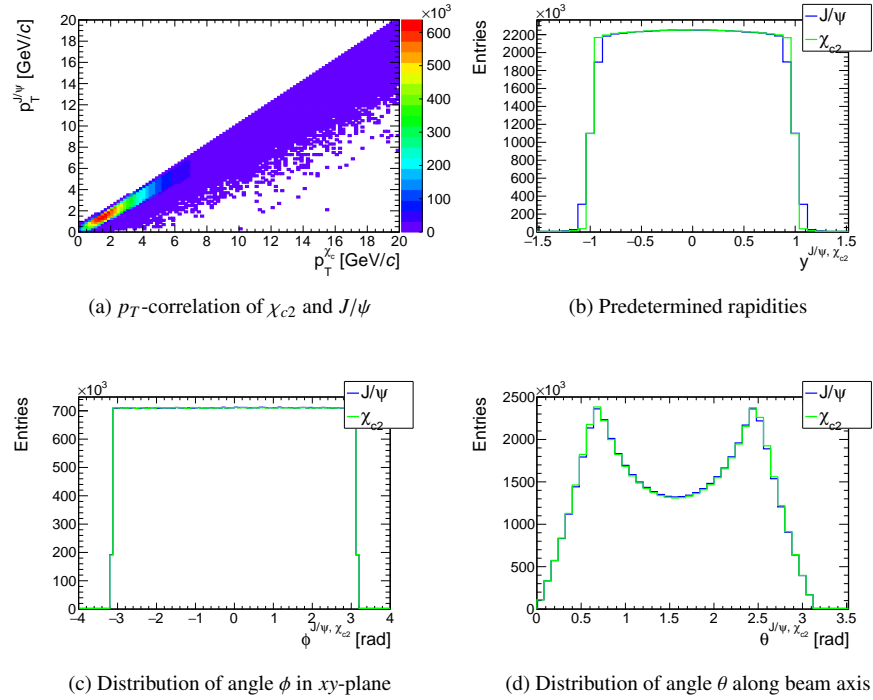 ×10³
p_T^{J/ψ} [GeV/c]
20
18
16
14
12
10
8
6
4
2
0
0 2 4 6 8 10 12 14 16 18 20
p_T^{χ_c} [GeV/c]
600
500
400
300
200
100
0
(a) p_T-correlation of χ_{c2} and J/ψ
×10³
Entries
2200
2000
1800
1600
1400
1200
1000
800
600
400
200
0
−1.5 −1 −0.5 0 0.5 1 1.5
y^{J/ψ, χ_{c2}}
J/ψ
χ_{c2}
(b) Predetermined rapidities
×10³
Entries
700
600
500
400
300
200
100
0
−4 −3 −2 −1 0 1 2 3 4
ϕ^{J/ψ, χ_{c2}} [rad]
J/ψ
χ_{c2}
(c) Distribution of angle ϕ in xy-plane
×10³
Entries
2500
2000
1500
1000
500
0
0 0.5 1 1.5 2 2.5 3 3.5
θ^{J/ψ, χ_{c2}} [rad]
J/ψ
χ_{c2}
(d) Distribution of angle θ along beam axis